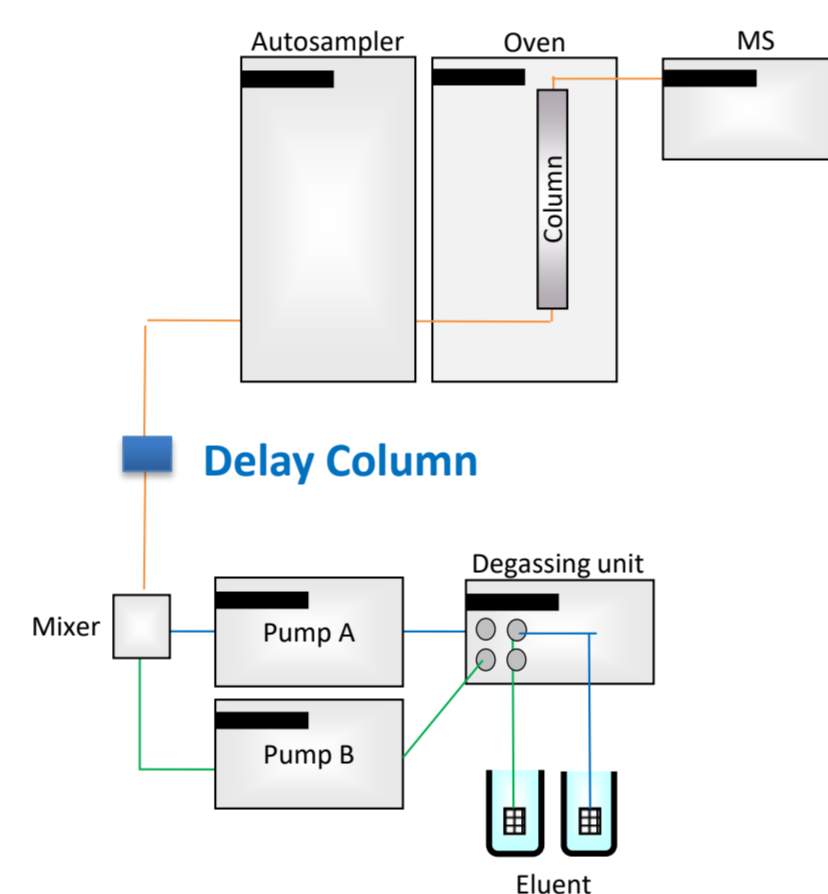 Autosampler
Oven
MS
Column
Delay Column
Degassing unit
Mixer
Pump A
Pump B
Eluent